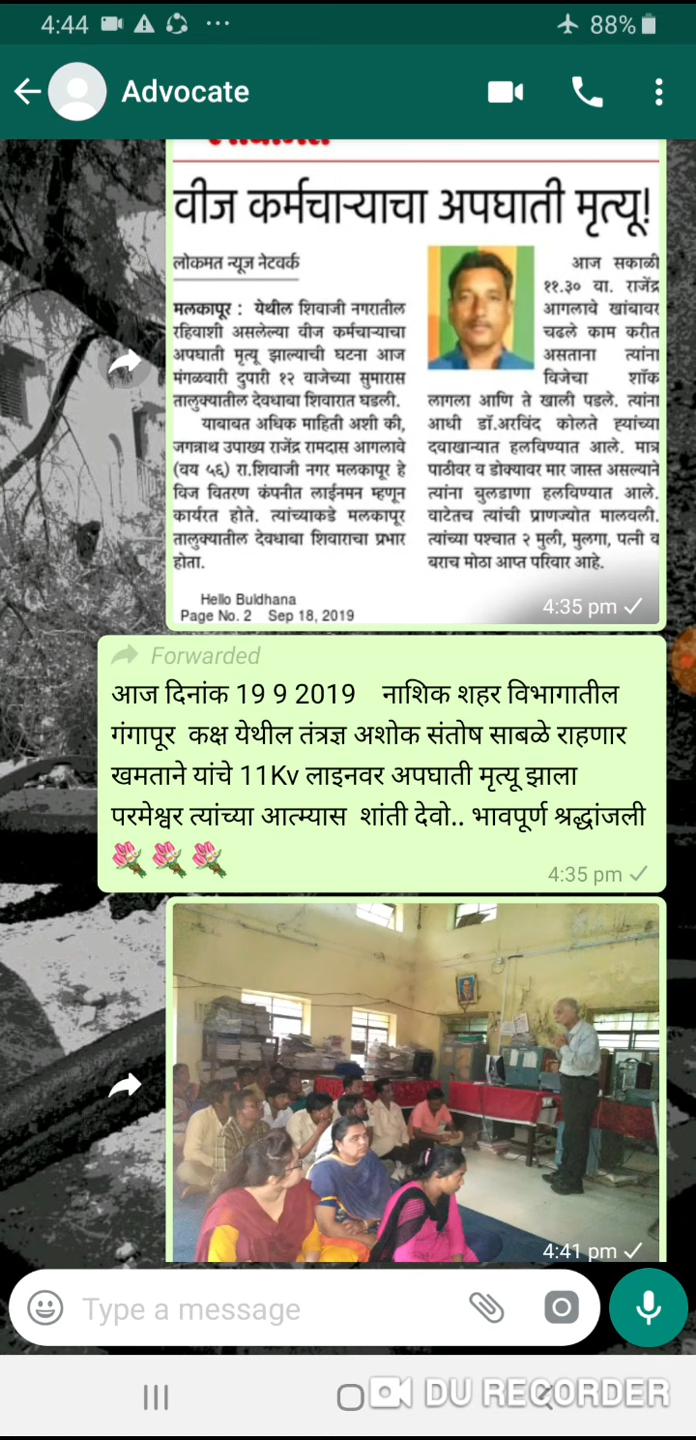 4:44
88%
Advocate
वीज कर्मचाऱ्याचा अपघाती मृत्यू!
लोकमत न्यूज नेटवर्क
मलकापूर : येथील शिवाजी नगरातील
रहिवाशी असलेल्या वीज कर्मचाऱ्याचा
अपघाती मृत्यू झाल्याची घटना आज
मंगळवारी दुपारी १२ वाजेच्या सुमारास
तालुक्यातील देवधाबा शिवारात घडली.
याबाबत अधिक माहिती अशी की,
जगन्नाथ उपाख्य राजेंद्र रामदास आगलावे
(वय ५६) रा.शिवाजी नगर मलकापूर हे
विज वितरण कंपनीत लाईनमन म्हणून
कार्यरत होते. त्यांच्याकडे मलकापूर
तालुक्यातील देवधाबा शिवाराचा प्रभार
होता.
आज सकाळी
११.३० वा. राजेंद्र
आगलावे खांबावर
चढले काम करीत
असताना त्यांना
विजेचा शॉक
लागला आणि ते खाली पडले. त्यांना
आधी डॉ.अरविंद कोलते ह्यांच्या
दवाखान्यात हलविण्यात आले. मात्र
पाठीवर व डोक्यावर मार जास्त असल्याने
त्यांना बुलडाणा हलविण्यात आले.
वाटेतच त्यांची प्राणज्योत मालवली.
त्यांच्या पश्चात २ मुली, मुलगा, पत्नी व
बराच मोठा आप्त परिवार आहे.
Hello Buldhana
Page No. 2 Sep 18, 2019
4:35 pm
Forwarded
आज दिनांक 19 9 2019 नाशिक शहर विभागातील
गंगापूर कक्ष येथील तंत्रज्ञ अशोक संतोष साबळे राहणार
खमताने यांचे 11Kv लाइनवर अपघाती मृत्यू झाला
परमेश्वर त्यांच्या आत्म्यास शांती देवो.. भावपूर्ण श्रद्धांजली
💐💐💐
4:35 pm
4:41 pm
Type a message
DU RECORDER